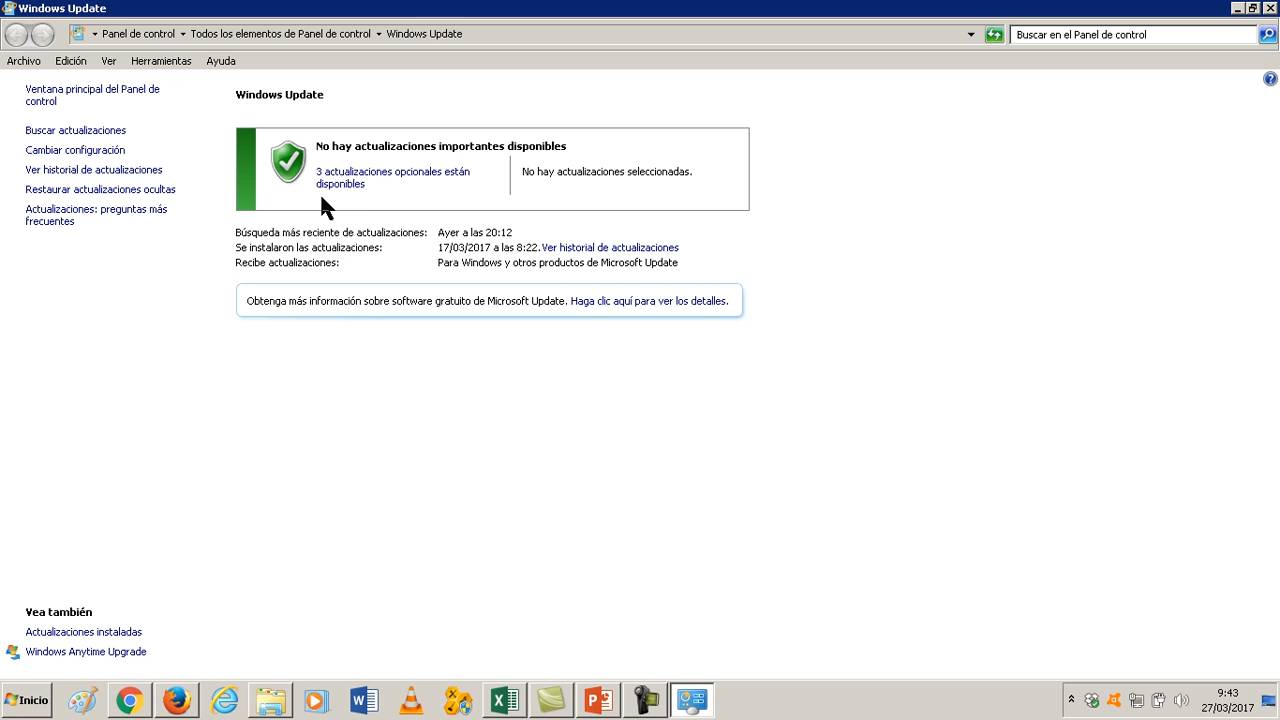 Windows Update
Panel de control
Todos los elementos de Panel de control
Windows Update
Buscar en el Panel de control
Archivo
Edición
Ver
Herramientas
Ayuda
Ventana principal del Panel de
control
Buscar actualizaciones
Cambiar configuración
Ver historial de actualizaciones
Restaurar actualizaciones ocultas
Actualizaciones: preguntas más
frecuentes
Windows Update
No hay actualizaciones importantes disponibles
3 actualizaciones opcionales están
disponibles
No hay actualizaciones seleccionadas.
Búsqueda más reciente de actualizaciones: Ayer a las 20:12
Se instalaron las actualizaciones: 17/03/2017 a las 8:22. Ver historial de actualizaciones
Recibe actualizaciones: Para Windows y otros productos de Microsoft Update
Obtenga más información sobre software gratuito de Microsoft Update. Haga clic aquí para ver los detalles.
Vea también
Actualizaciones instaladas
Windows Anytime Upgrade
Inicio
9:43
27/03/2017